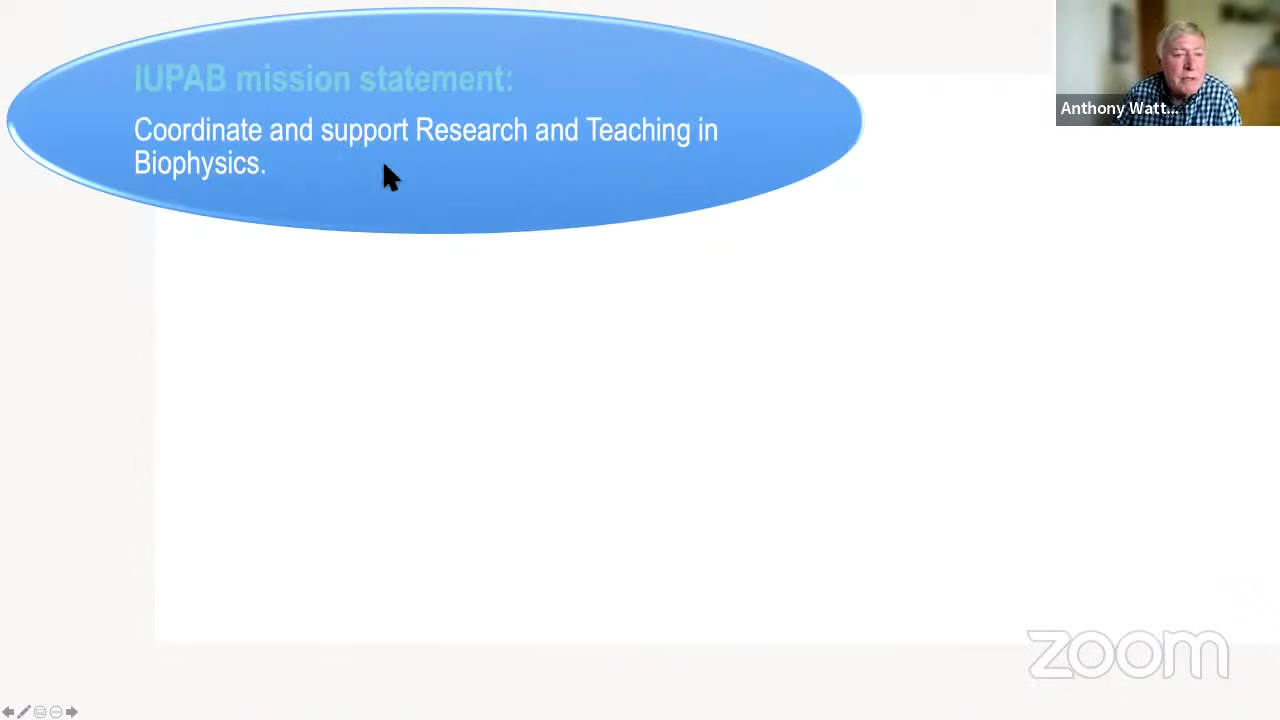 IUPAB mission statement:
Coordinate and support Research and Teaching in
Biophysics.
Anthony Watt...
zoom